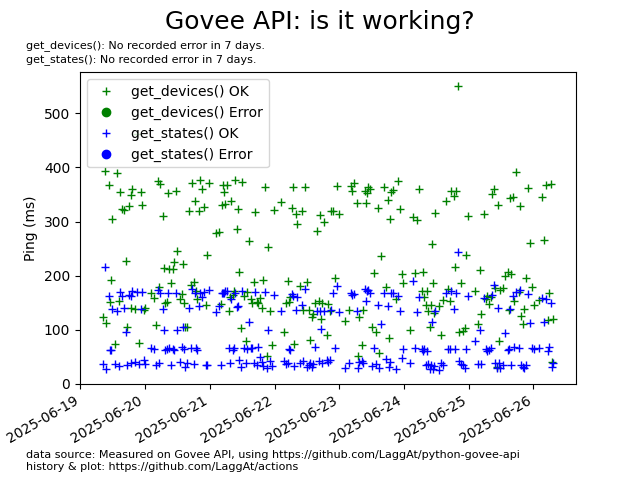 Govee API: is it working?
get_devices(): No recorded error in 7 days.
get_states(): No recorded error in 7 days.
get_devices() OK
get_devices() Error
get_states() OK
get_states() Error
Ping (ms)
500
400
300
200
100
0
2025-06-19
2025-06-20
2025-06-21
2025-06-22
2025-06-23
2025-06-24
2025-06-25
2025-06-26
data source: Measured on Govee API, using https://github.com/LaggAt/python-govee-api
history & plot: https://github.com/LaggAt/actions